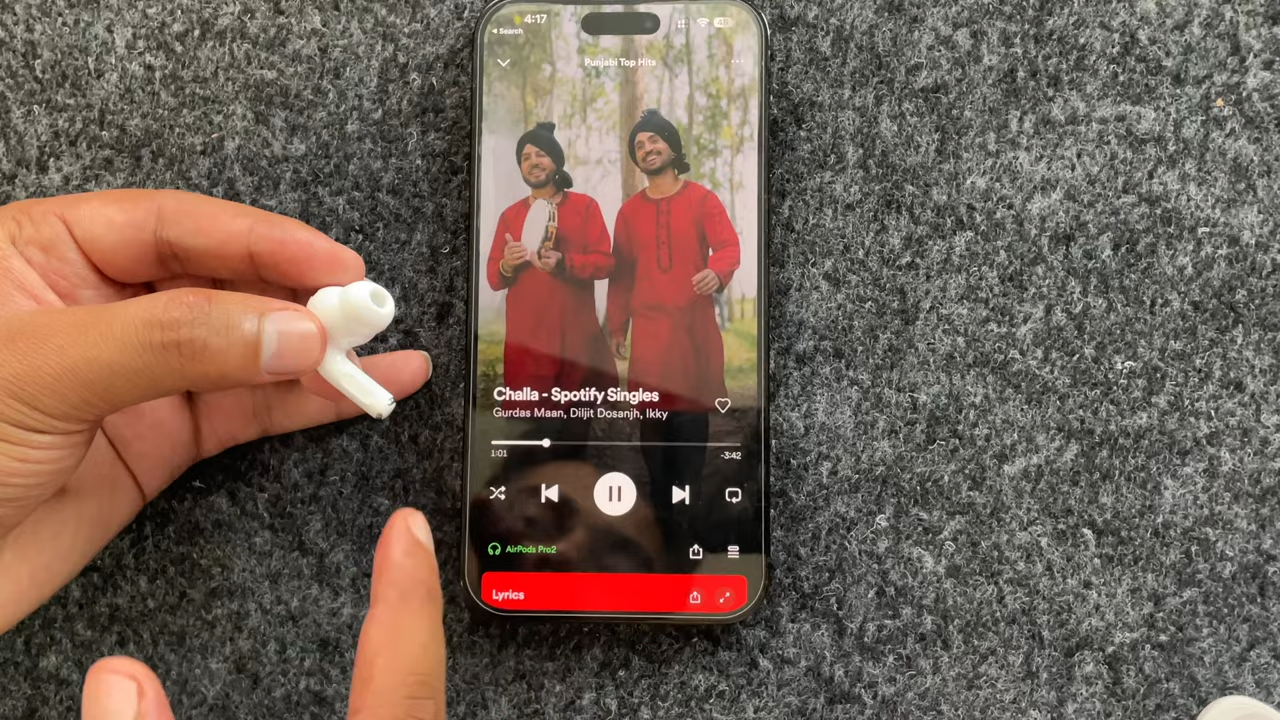 4:17
48
◀ Search
Punjabi Top Hits
Challa - Spotify Singles
Gurdas Maan, Diljit Dosanjh, Ikky
1:01
-3:42
AirPods Pro2
Lyrics